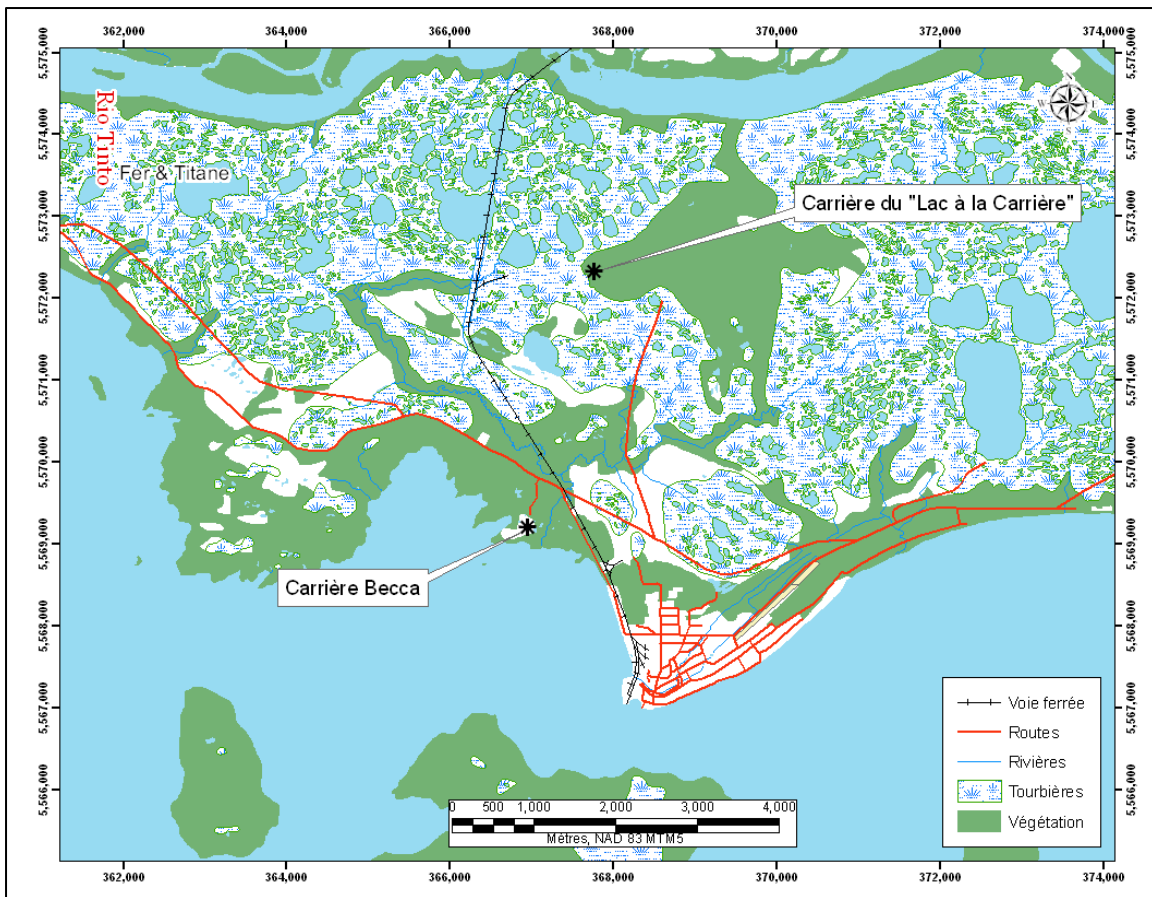 362,000 364,000 366,000 368,000 370,000 372,000 374,000
5,575,000
5,574,000
5,573,000
5,572,000
5,571,000
5,570,000
5,569,000
5,568,000
5,567,000
5,566,000
Rio Tinto
Fer & Titane
N
W E
S
Carrière du "Lac à la Carrière"
Carrière Becca
5,575,000
5,574,000
5,573,000
5,572,000
5,571,000
5,570,000
5,569,000
5,568,000
5,567,000
5,566,000
Voie ferrée
Routes
Rivières
Tourbières
Végétation
0 500 1,000 2,000 3,000 4,000
Mètres, NAD 83 MTM5
362,000 364,000 366,000 368,000 370,000 372,000 374,000